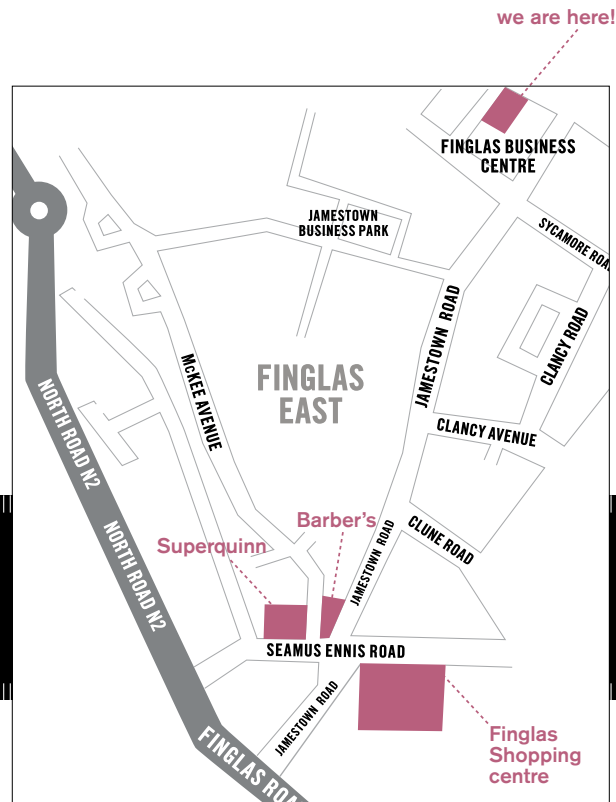 we are here!
FINGLAS BUSINESS
CENTRE
JAMESTOWN
BUSINESS PARK
SYCAMORE ROA
JAMESTOWN ROAD
CLANCY ROAD
McKEE AVENUE
FINGLAS
EAST
NORTH ROAD N2
CLANCY AVENUE
Barber's
CLUNE ROAD
Superquinn
NORTH ROAD N2
JAMESTOWN ROAD
SEAMUS ENNIS ROAD
JAMESTOWN ROAD
FINGLAS ROA
Finglas
Shopping
centre